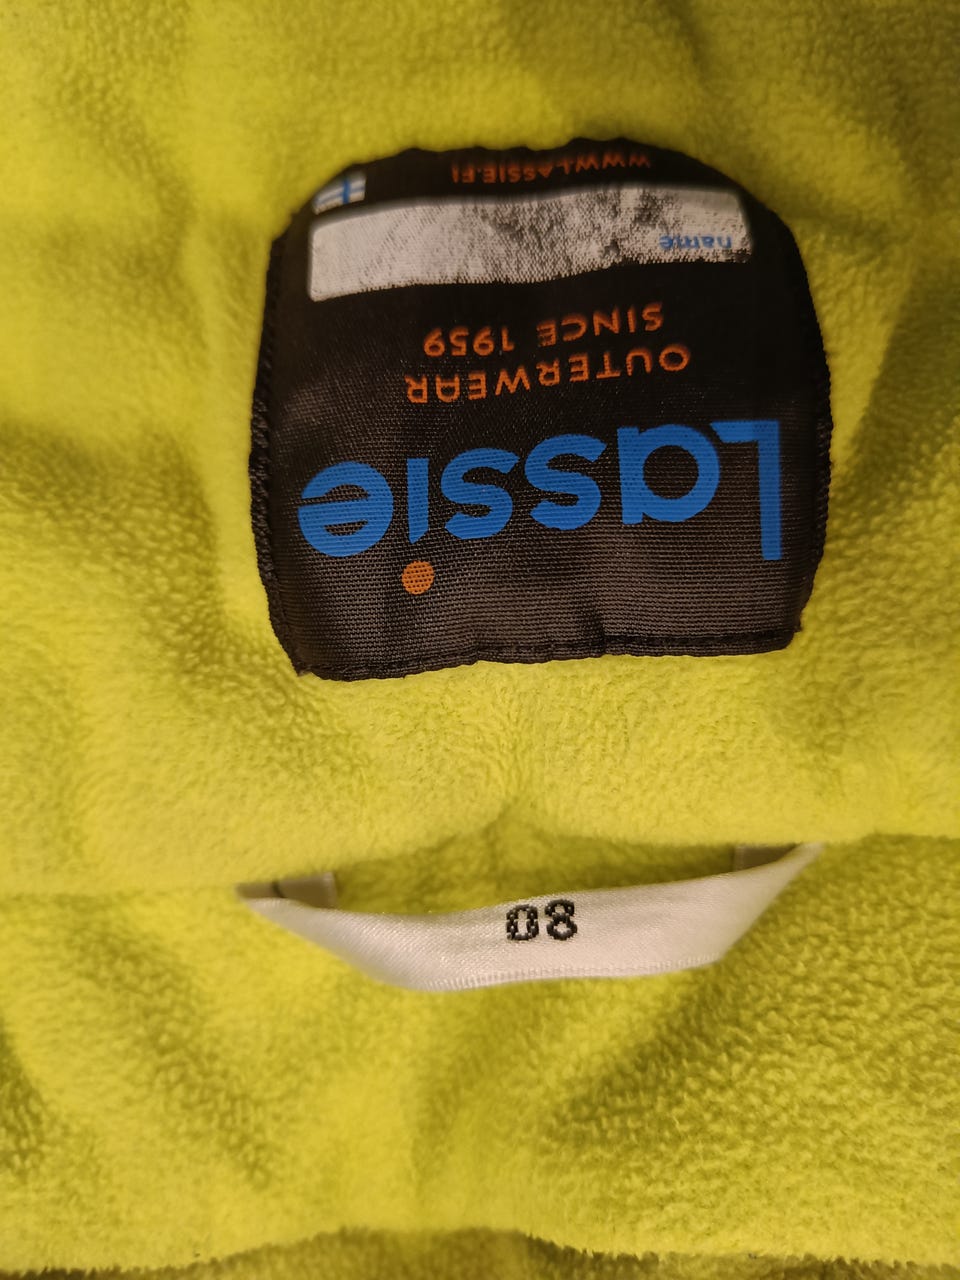 80
Lassie
OUTERWEAR
SINCE 1959
name
WWW.LASSIE.FI